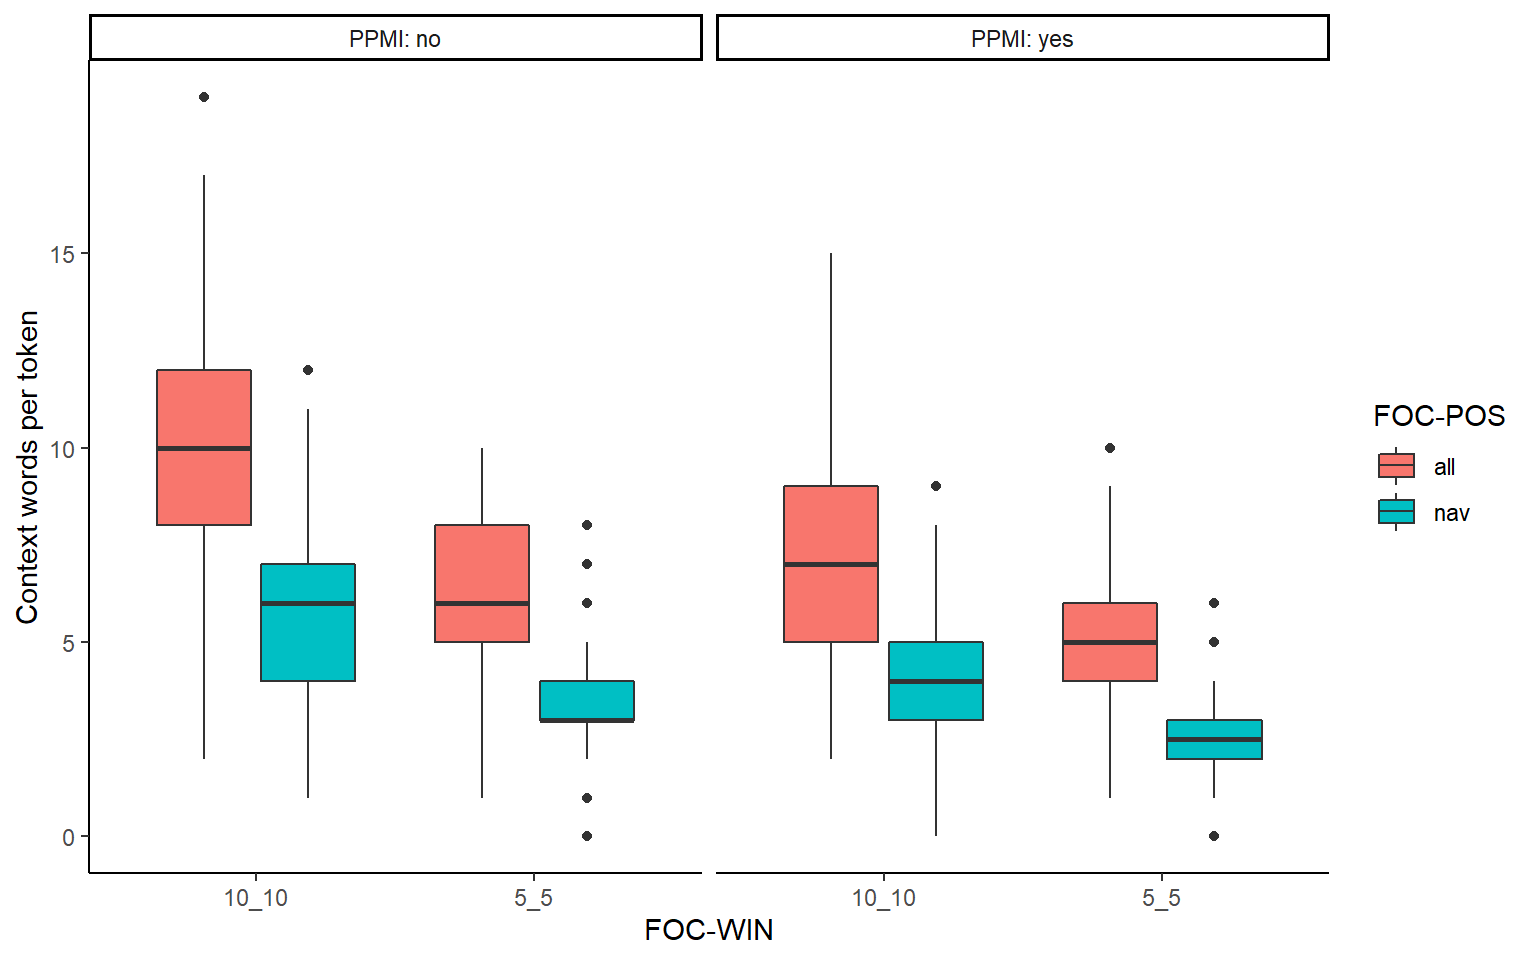 PPMI: no
PPMI: yes
Context words per token
15
10
5
0
10_10
5_5
10_10
5_5
FOC-WIN
FOC-POS
all
nav